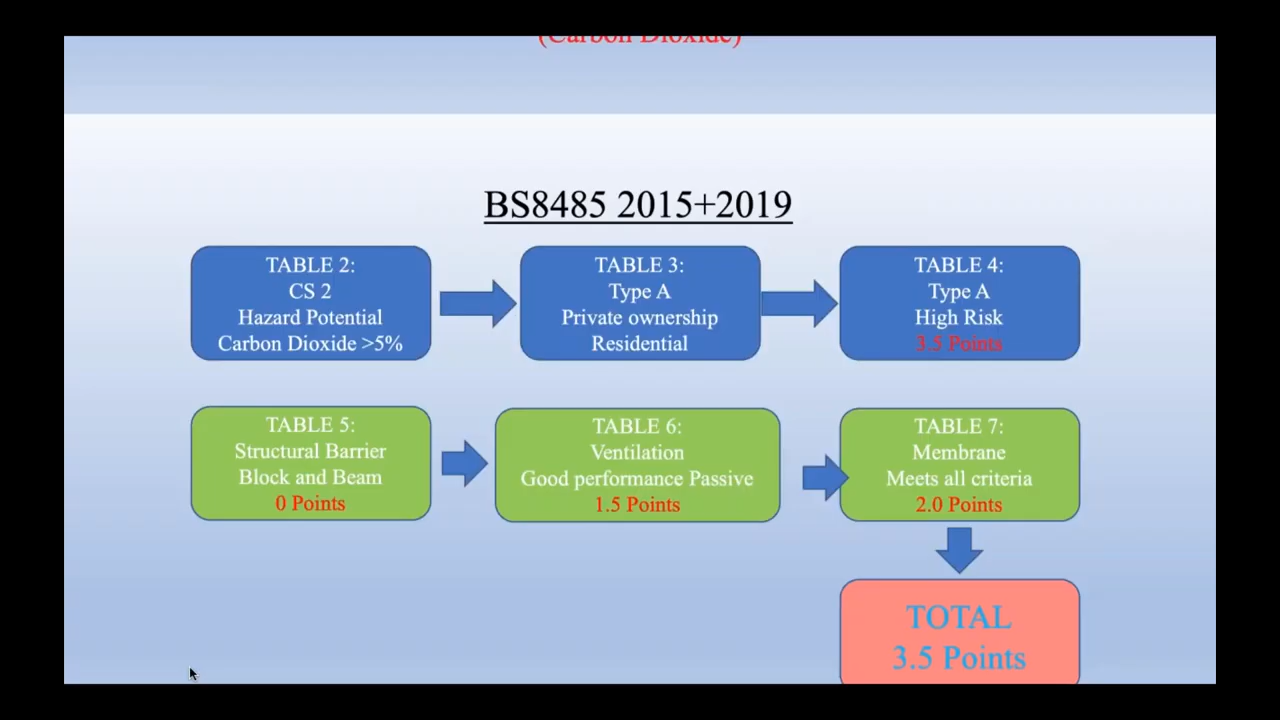 (Carbon Dioxide)
BS8485 2015+2019
TABLE 2:
CS 2
Hazard Potential
Carbon Dioxide >5%
TABLE 3:
Type A
Private ownership
Residential
TABLE 4:
Type A
High Risk
3.5 Points
TABLE 5:
Structural Barrier
Block and Beam
0 Points
TABLE 6:
Ventilation
Good performance Passive
1.5 Points
TABLE 7:
Membrane
Meets all criteria
2.0 Points
TOTAL
3.5 Points